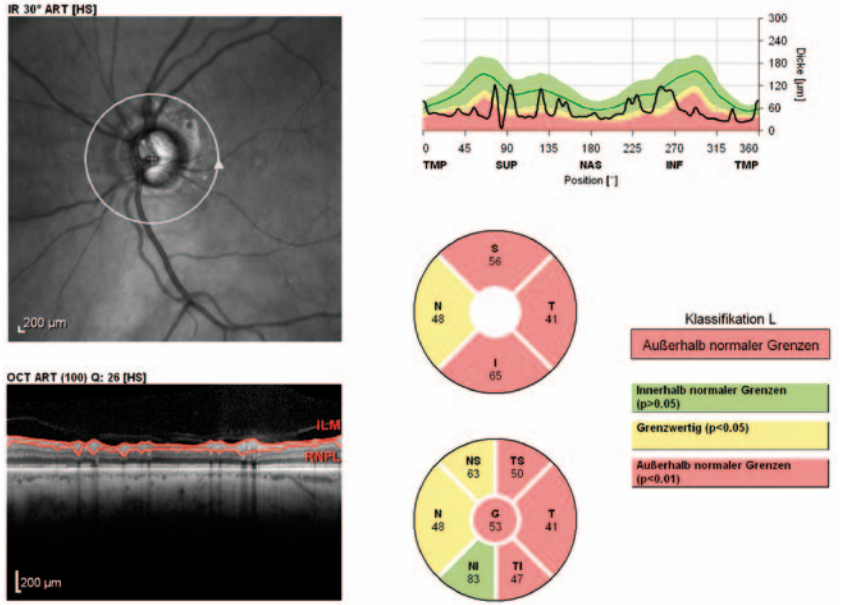 IR 30° ART [HS]
200 µm
OCT ART (100) Q: 26 [HS]
ILM
RNFL
200 µm
300
240
180
120
60
0
Dicke [µm]
0 45 90 135 180 225 270 315 360
TMP SUP NAS INF TMP
Position [°]
S
56
N
48
T
41
I
65
NS
63
TS
50
N
48
G
53
T
41
NI
83
TI
47
Klassifikation L
Außerhalb normaler Grenzen
Innerhalb normaler Grenzen
(p>0.05)
Grenzwertig (p<0.05)
Außerhalb normaler Grenzen
(p<0.01)